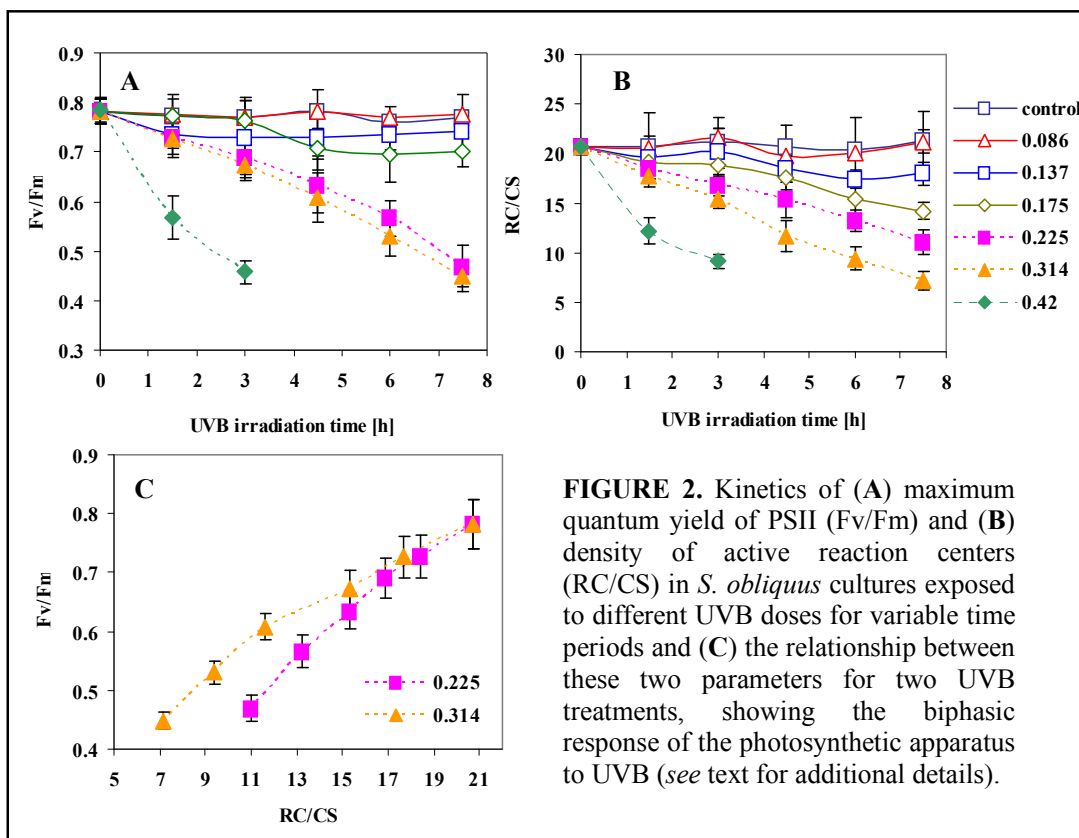 A
Fv/Fm
0.9
0.8
0.7
0.6
0.5
0.4
0.3
0 1 2 3 4 5 6 7 8
UVB irradiation time [h]
B
RC/CS
30
25
20
15
10
5
0
0 1 2 3 4 5 6 7 8
UVB irradiation time [h]
control
0.086
0.137
0.175
0.225
0.314
0.42
C
Fv/Fm
0.9
0.8
0.7
0.6
0.5
0.4
5 7 9 11 13 15 17 19 21
RC/CS
0.225
0.314
FIGURE 2. Kinetics of (A) maximum
quantum yield of PSII (Fv/Fm) and (B)
density of active reaction centers
(RC/CS) in S. obliquus cultures exposed
to different UVB doses for variable time
periods and (C) the relationship between
these two parameters for two UVB
treatments, showing the biphasic
response of the photosynthetic apparatus
to UVB (see text for additional details).